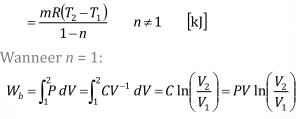 = mR(T₂−T₁) / 1−n n≠1 [kJ]
Wanneer n = 1:
W_b = ∫₁² P dV = ∫₁² CV⁻¹ dV = C ln(V₂/V₁) = PV ln(V₂/V₁)